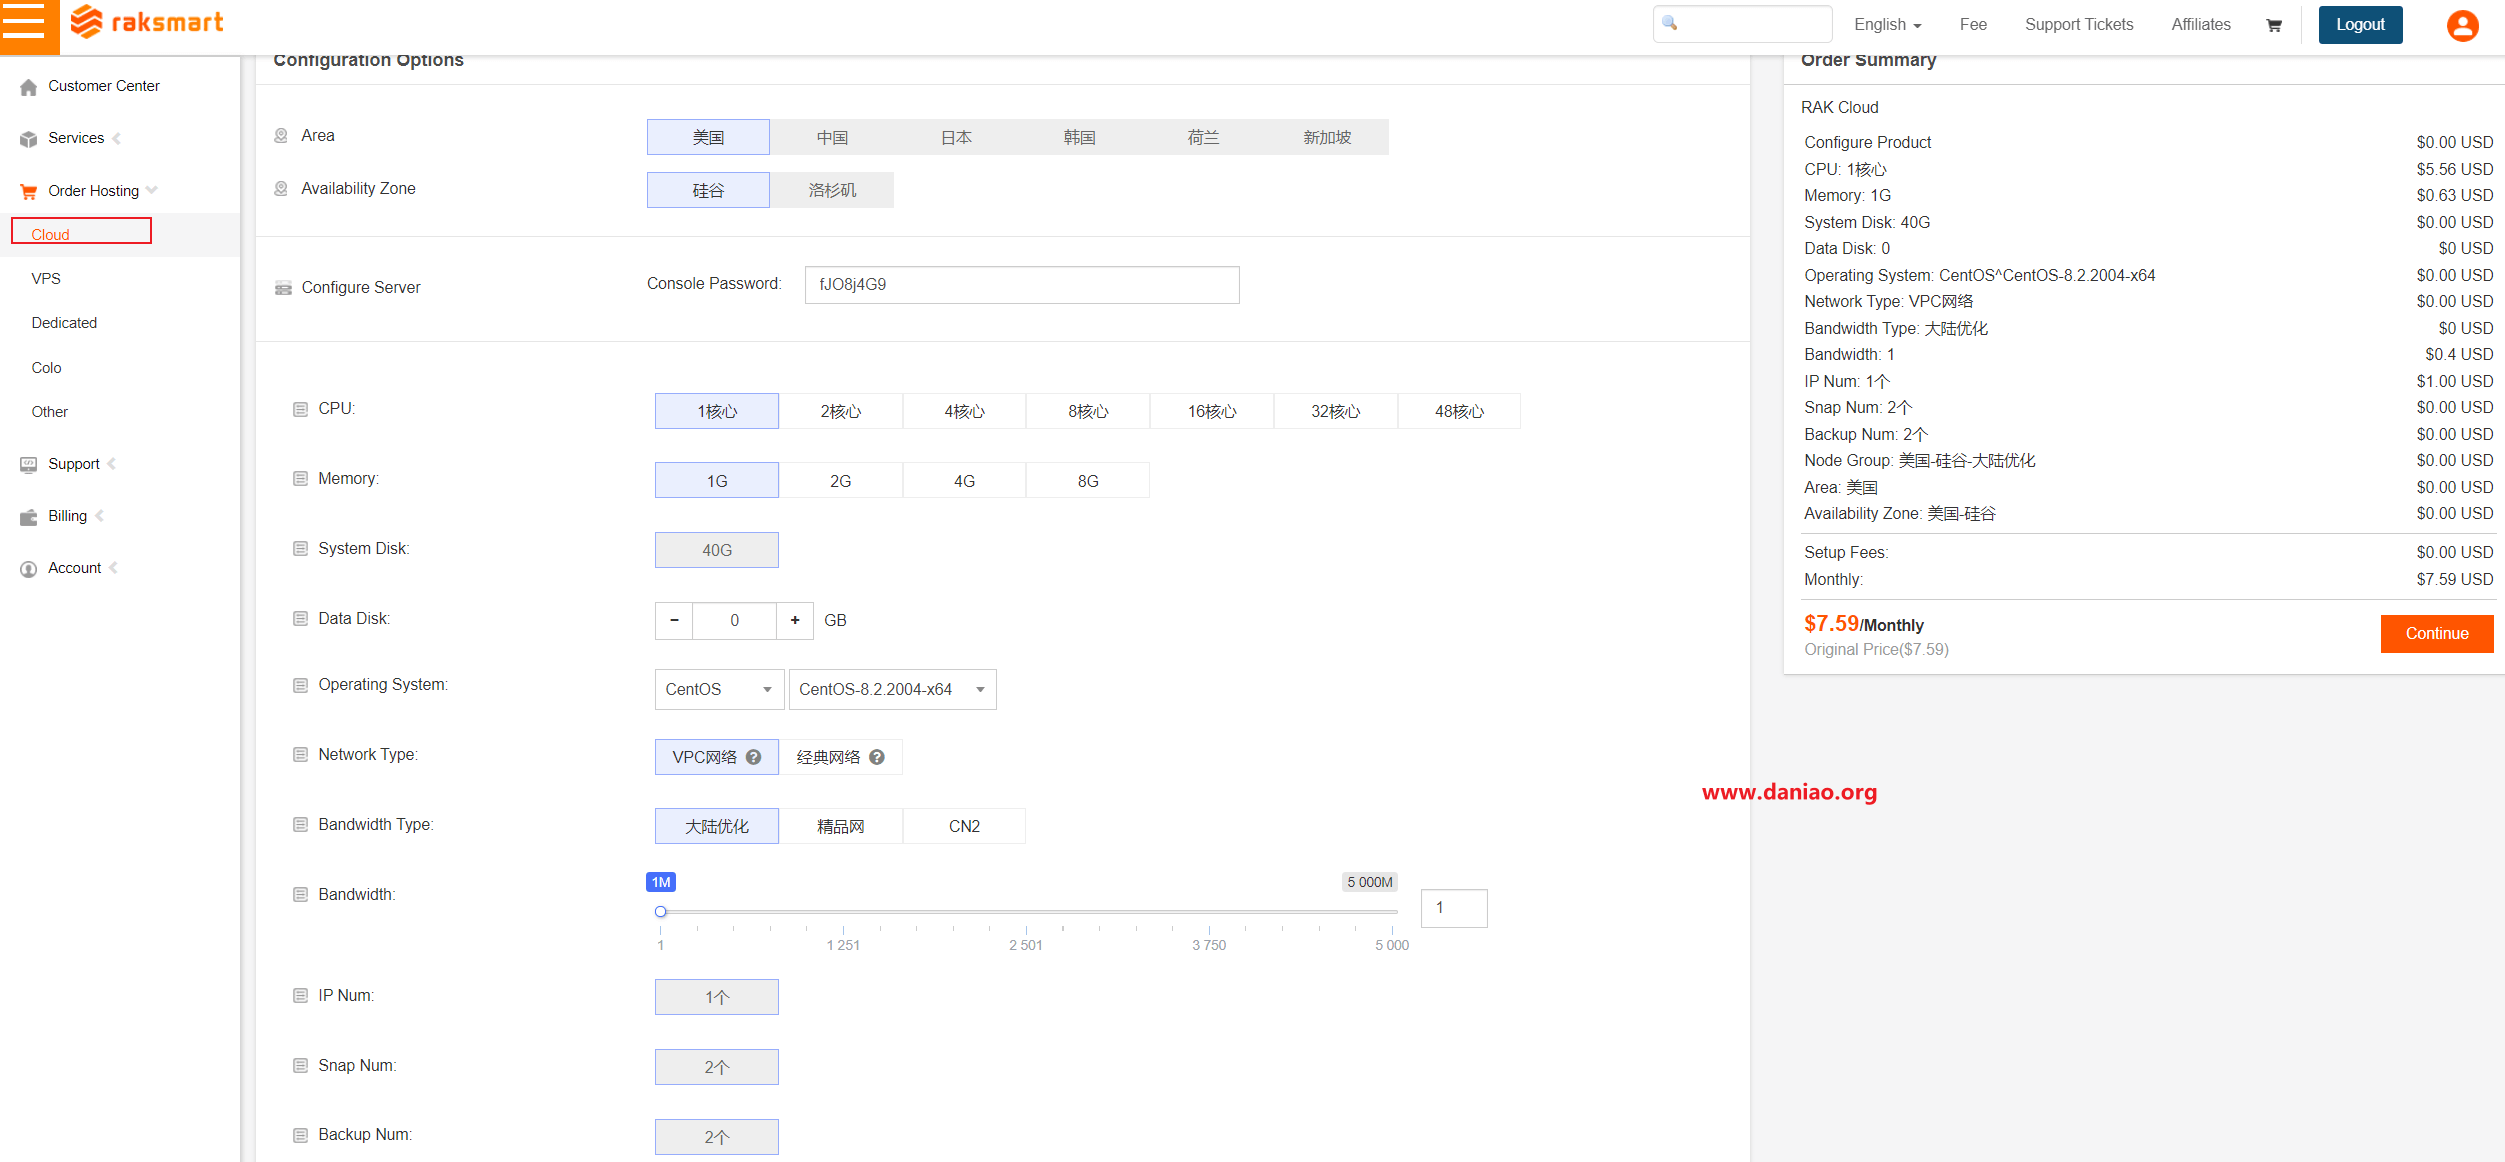 raksmart
English
Fee
Support Tickets
Affiliates
Logout
Customer Center
Services
Order Hosting
Cloud
VPS
Dedicated
Colo
Other
Support
Billing
Account
Configuration Options
Area
美国 中国 日本 韩国 荷兰 新加坡
Availability Zone
硅谷 洛杉矶
Configure Server
Console Password: fJO8j4G9
CPU:
1核心 2核心 4核心 8核心 16核心 32核心 48核心
Memory:
1G 2G 4G 8G
System Disk:
40G
Data Disk:
− 0 + GB
Operating System:
CentOS CentOS-8.2.2004-x64
Network Type:
VPC网络 ? 经典网络 ?
Bandwidth Type:
大陆优化 精品网 CN2
Bandwidth:
1M 5 000M
1
1 1 251 2 501 3 750 5 000
IP Num:
1个
Snap Num:
2个
Backup Num:
2个
Order Summary
RAK Cloud
Configure Product $0.00 USD
CPU: 1核心 $5.56 USD
Memory: 1G $0.63 USD
System Disk: 40G $0.00 USD
Data Disk: 0 $0 USD
Operating System: CentOS^CentOS-8.2.2004-x64 $0.00 USD
Network Type: VPC网络 $0.00 USD
Bandwidth Type: 大陆优化 $0 USD
Bandwidth: 1 $0.4 USD
IP Num: 1个 $1.00 USD
Snap Num: 2个 $0.00 USD
Backup Num: 2个 $0.00 USD
Node Group: 美国-硅谷-大陆优化 $0.00 USD
Area: 美国 $0.00 USD
Availability Zone: 美国-硅谷 $0.00 USD
Setup Fees: $0.00 USD
Monthly: $7.59 USD
$7.59/Monthly
Original Price($7.59)
Continue
www.daniao.org